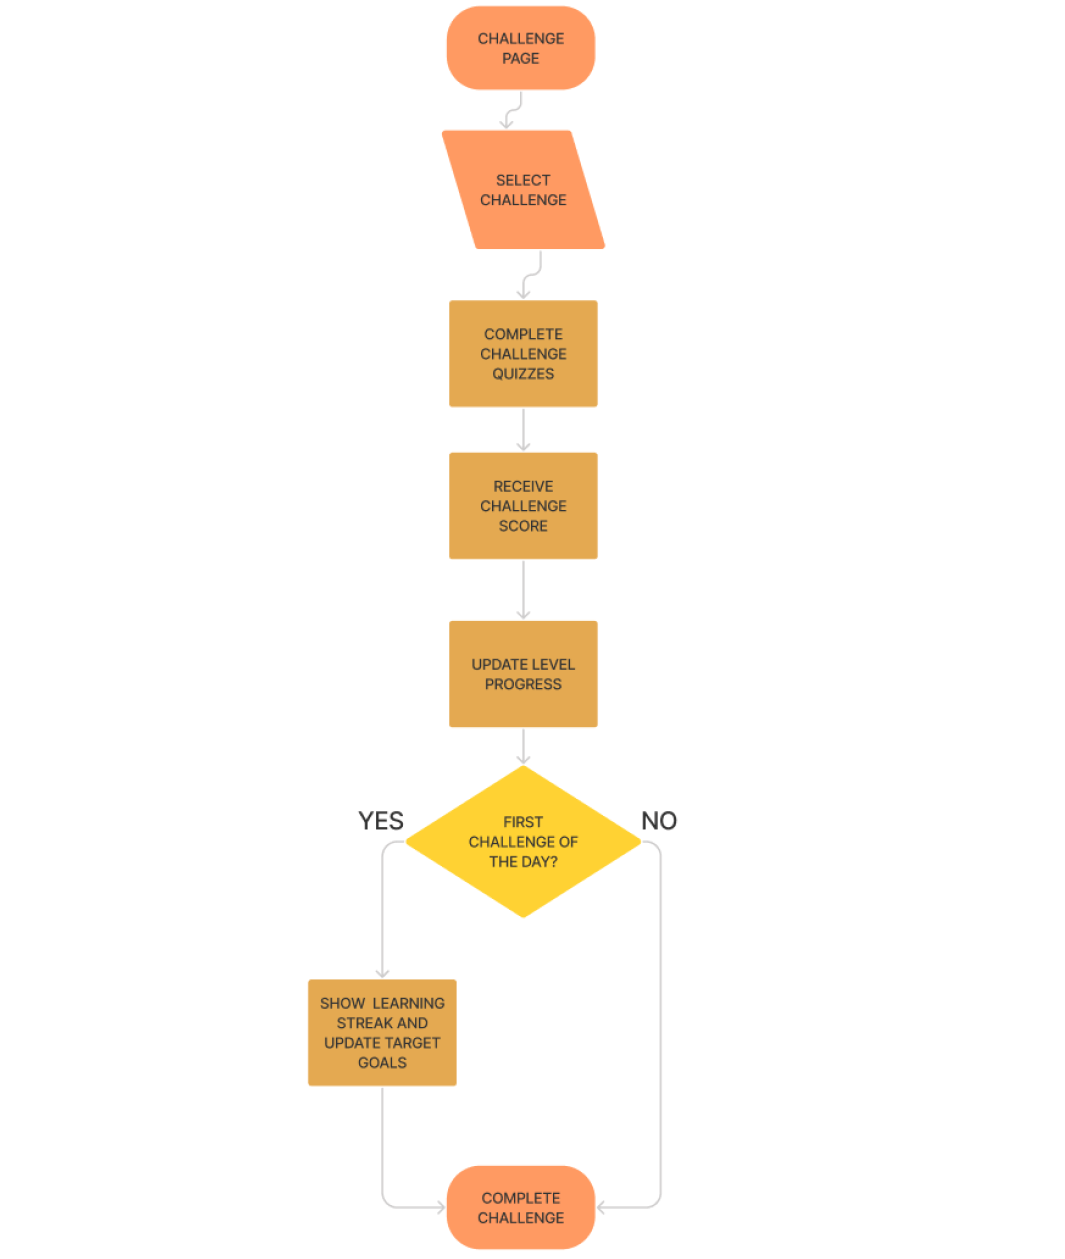 CHALLENGE
PAGE
SELECT
CHALLENGE
COMPLETE
CHALLENGE
QUIZZES
RECEIVE
CHALLENGE
SCORE
UPDATE LEVEL
PROGRESS
YES
FIRST
CHALLENGE OF
THE DAY?
NO
SHOW LEARNING
STREAK AND
UPDATE TARGET
GOALS
COMPLETE
CHALLENGE